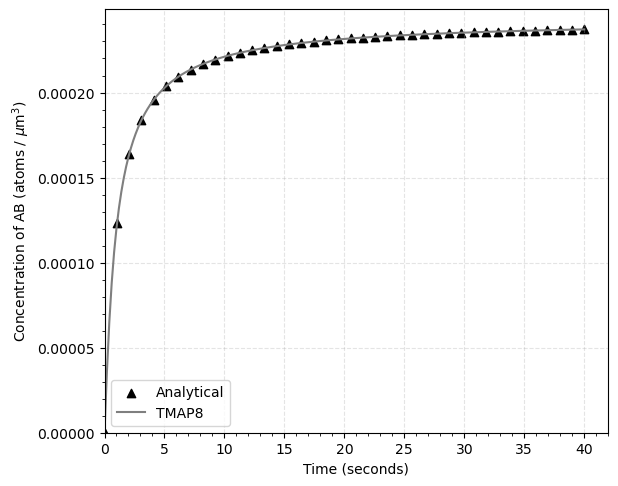 0.00020
0.00015
0.00010
0.00005
0.00000
Concentration of AB (atoms / μm³)
Analytical
TMAP8
0 5 10 15 20 25 30 35 40
Time (seconds)